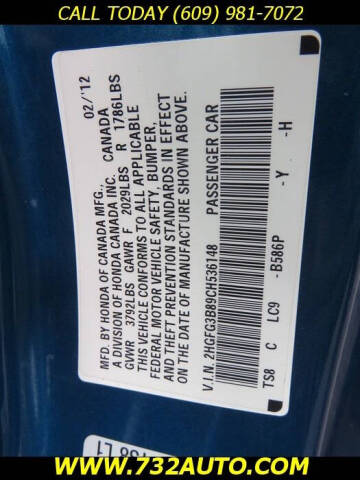 CALL TODAY (609) 981-7072
MFD. BY HONDA OF CANADA MFG., 02/'12
A DIVISION OF HONDA CANADA INC. CANADA
GVWR 3792LBS GAWR F 2029LBS R 1786LBS
THIS VEHICLE CONFORMS TO ALL APPLICABLE
FEDERAL MOTOR VEHICLE SAFETY, BUMPER,
AND THEFT PREVENTION STANDARDS IN EFFECT
ON THE DATE OF MANUFACTURE SHOWN ABOVE.
V.I.N. 2HGFG3B89CH536148 PASSENGER CAR
TS8 C LC9 -B586P -Y -H
WWW.732AUTO.COM